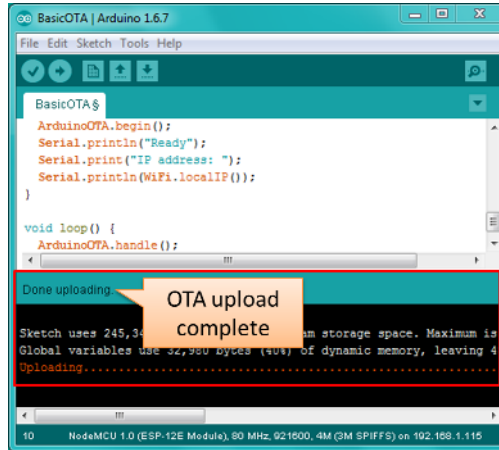 BasicOTA | Arduino 1.6.7
File Edit Sketch Tools Help
BasicOTA§
ArduinoOTA.begin();
Serial.println("Ready");
Serial.print("IP address: ");
Serial.println(WiFi.localIP());
}
void loop() {
ArduinoOTA.handle();
Done uploading.
OTA upload
complete
Sketch uses 245,34 am storage space. Maximum is
Global variables use 32,980 bytes (40%) of dynamic memory, leaving 4
Uploading...............................................................
10 NodeMCU 1.0 (ESP-12E Module), 80 MHz, 921600, 4M (3M SPIFFS) on 192.168.1.115